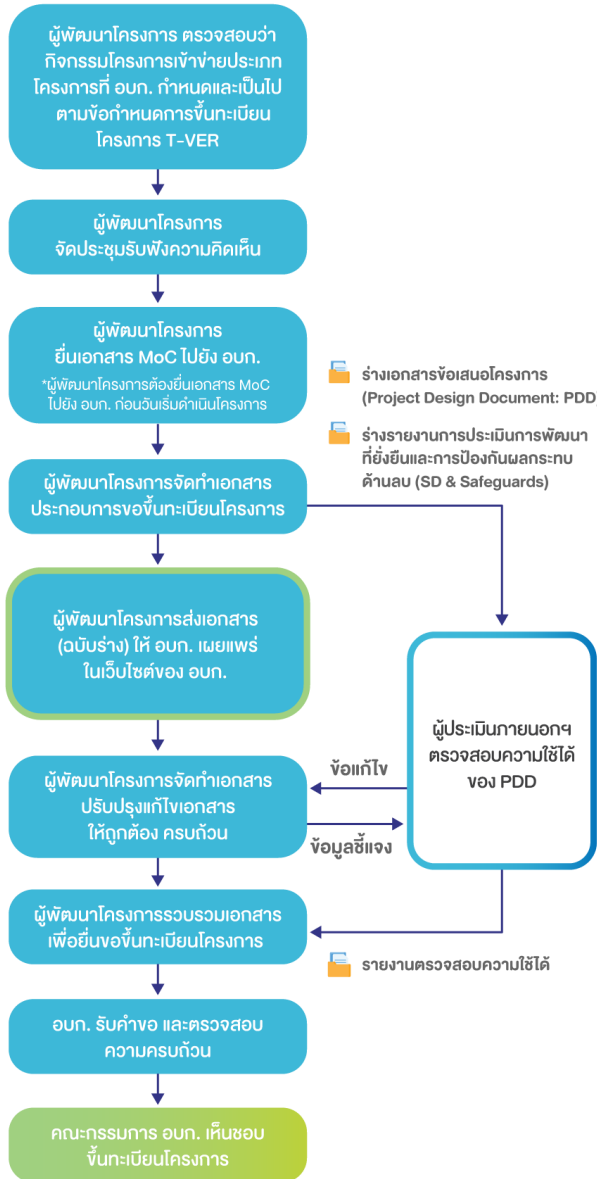 ผู้พัฒนาโครงการ ตรวจสอบว่า
กิจกรรมโครงการเข้าข่ายประเภท
โครงการที่ อบก. กำหนดและเป็นไป
ตามข้อกำหนดการขึ้นทะเบียน
โครงการ T-VER
ผู้พัฒนาโครงการ
จัดประชุมรับฟังความคิดเห็น
ผู้พัฒนาโครงการ
ยื่นเอกสาร MoC ไปยัง อบก.
*ผู้พัฒนาโครงการต้องยื่นเอกสาร MoC
ไปยัง อบก. ก่อนวันเริ่มดำเนินโครงการ
ร่างเอกสารข้อเสนอโครงการ
(Project Design Document: PDD
ร่างรายงานการประเมินการพัฒนา
ที่ยั่งยืนและการป้องกันผลกระทบ
ด้านลบ (SD & Safeguards)
ผู้พัฒนาโครงการจัดทำเอกสาร
ประกอบการขอขึ้นทะเบียนโครงการ
ผู้พัฒนาโครงการส่งเอกสาร
(ฉบับร่าง) ให้ อบก. เผยแพร่
ในเว็บไซต์ของ อบก.
ผู้ประเมินภายนอกฯ
ตรวจสอบความใช้ได้
ของ PDD
ผู้พัฒนาโครงการจัดทำเอกสาร
ปรับปรุงแก้ไขเอกสาร
ให้ถูกต้อง ครบถ้วน
ข้อแก้ไข
ข้อมูลชี้แจง
ผู้พัฒนาโครงการรวบรวมเอกสาร
เพื่อยื่นขอขึ้นทะเบียนโครงการ
รายงานตรวจสอบความใช้ได้
อบก. รับคำขอ และตรวจสอบ
ความครบถ้วน
คณะกรรมการ อบก. เห็นชอบ
ขึ้นทะเบียนโครงการ